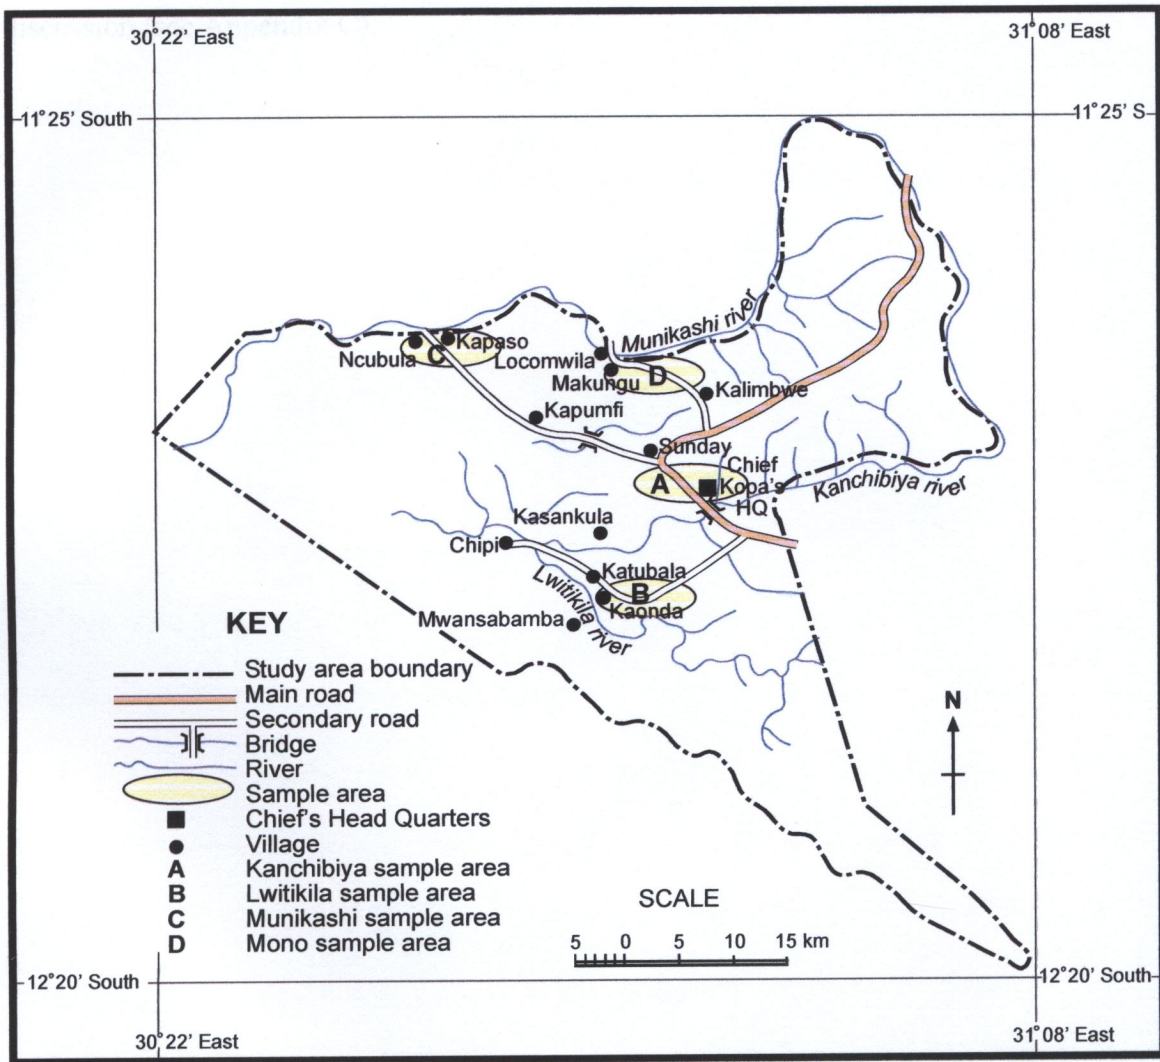 30°22' East
31°08' East
11°25' South
11°25' S
Munikashi river
Kapaso
Ncubula
C
Locomwila
Makungu
D
Kalimbwe
Kapumfi
Sunday
Chief
A
Kopa's
HQ
Kanchibiya river
Kasankula
Chipi
Katubala
B
Lwitikila river
Kaonda
Mwansabamba
KEY
Study area boundary
Main road
Secondary road
Bridge
River
Sample area
Chief's Head Quarters
Village
A Kanchibiya sample area
B Lwitikila sample area
C Munikashi sample area
D Mono sample area
N
SCALE
5 0 5 10 15 km
12°20' South
12°20' South
30°22' East
31°08' East